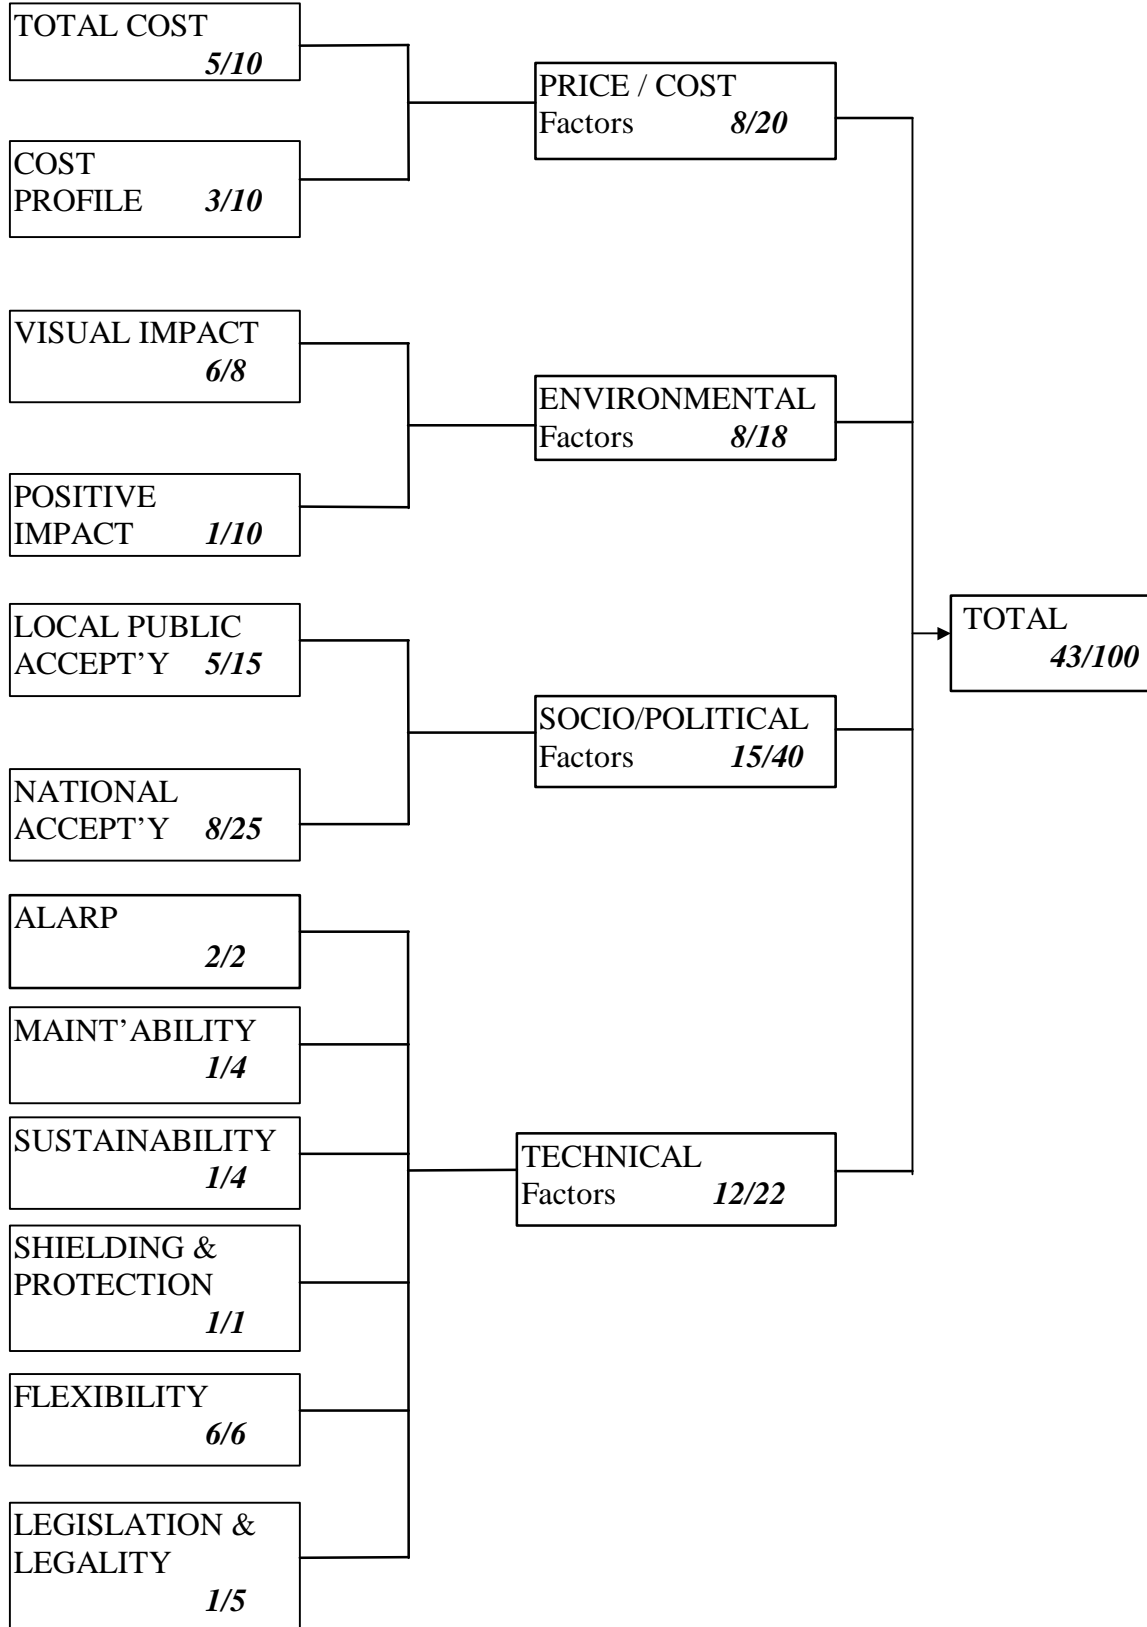 TOTAL COST
5/10
COST
PROFILE 3/10
VISUAL IMPACT
6/8
POSITIVE
IMPACT 1/10
LOCAL PUBLIC
ACCEPT’Y 5/15
NATIONAL
ACCEPT’Y 8/25
ALARP
2/2
MAINT’ABILITY
1/4
SUSTAINABILITY
1/4
SHIELDING &
PROTECTION
1/1
FLEXIBILITY
6/6
LEGISLATION &
LEGALITY
1/5
PRICE / COST
Factors 8/20
ENVIRONMENTAL
Factors 8/18
SOCIO/POLITICAL
Factors 15/40
TECHNICAL
Factors 12/22
TOTAL
43/100